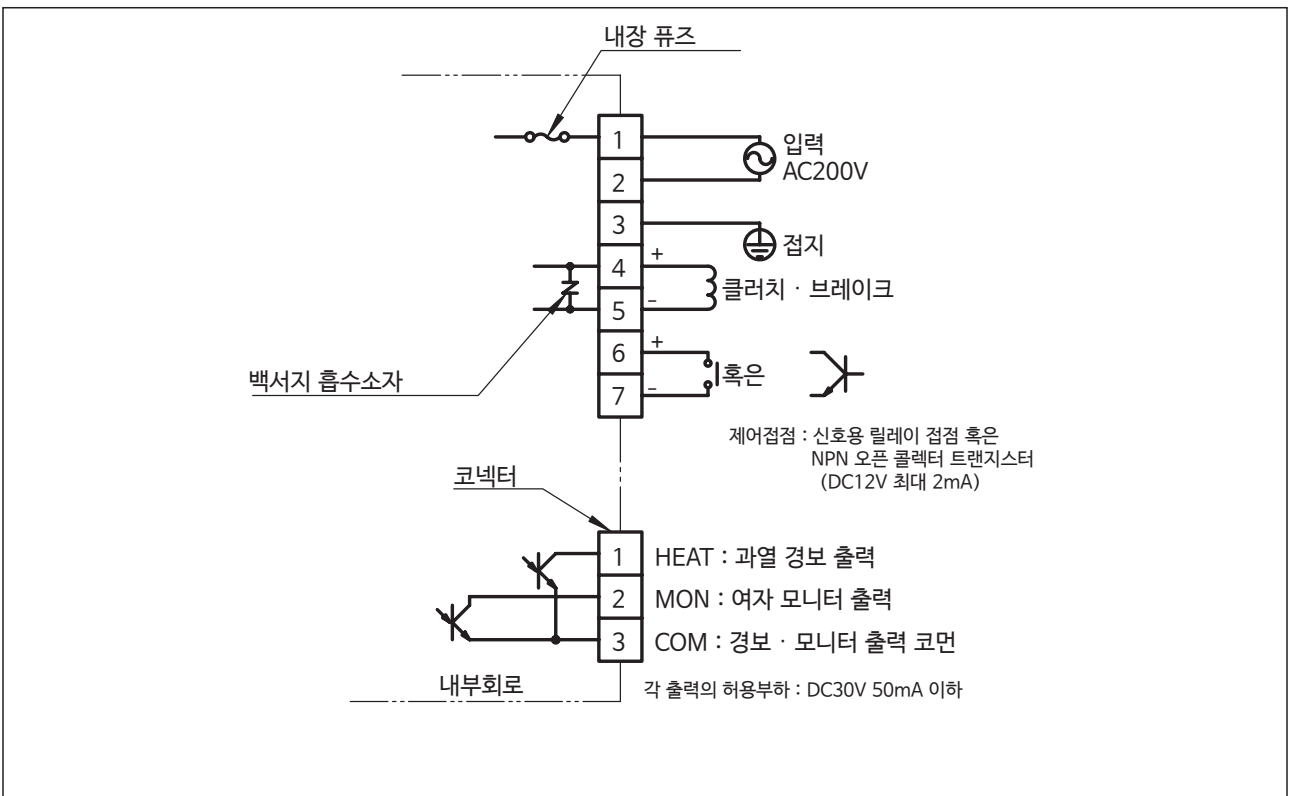 내장 퓨즈
1
입력
AC200V
2
3
접지
4
+
클러치 · 브레이크
5
−
6
+
혹은
7
−
백서지 흡수소자
제어접점 : 신호용 릴레이 접점 혹은
NPN 오픈 콜렉터 트랜지스터
(DC12V 최대 2mA)
코넥터
1 HEAT : 과열 경보 출력
2 MON : 여자 모니터 출력
3 COM : 경보 · 모니터 출력 코먼
내부회로
각 출력의 허용부하 : DC30V 50mA 이하